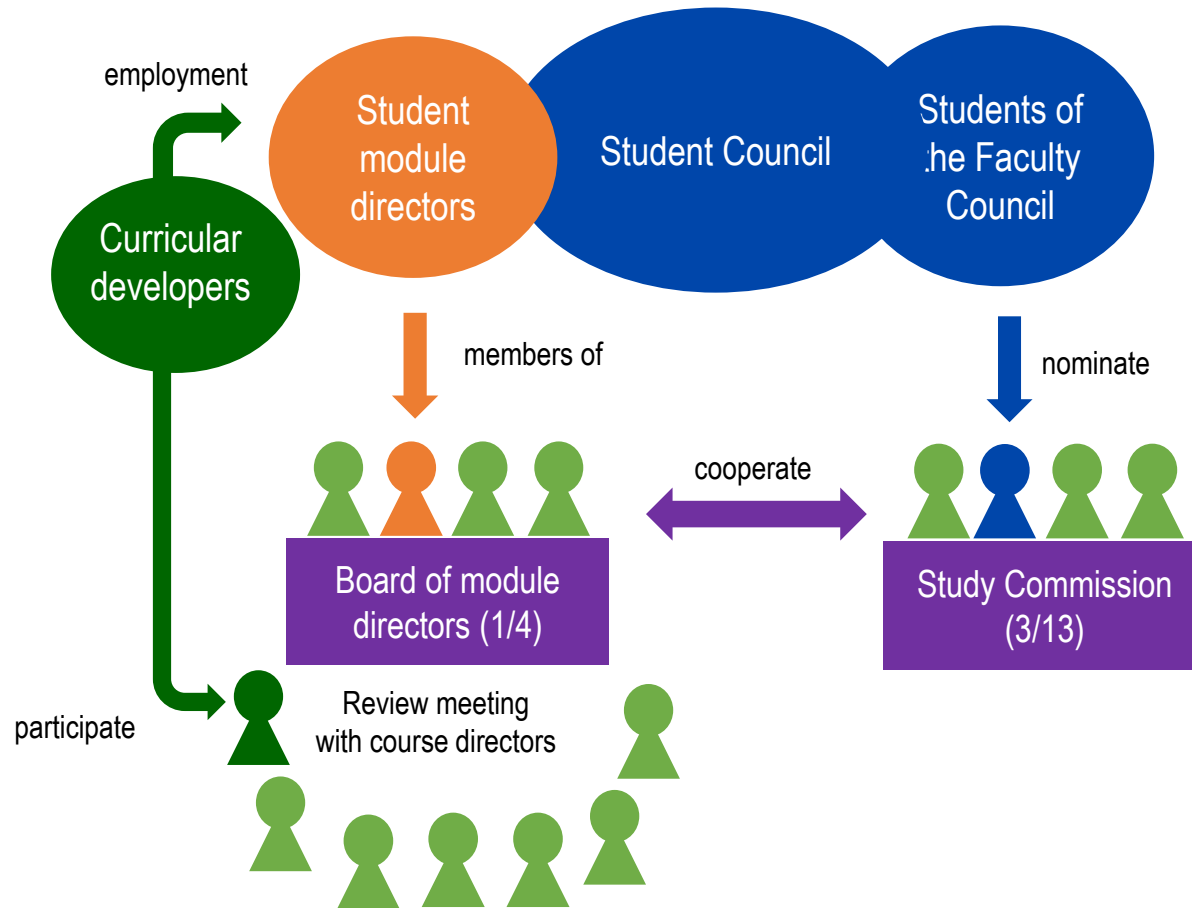 employment
Student
module
directors
Student Council
Students of
the Faculty
Council
Curricular
developers
members of
nominate
cooperate
Board of module
directors (1/4)
Study Commission
(3/13)
participate
Review meeting
with course directors